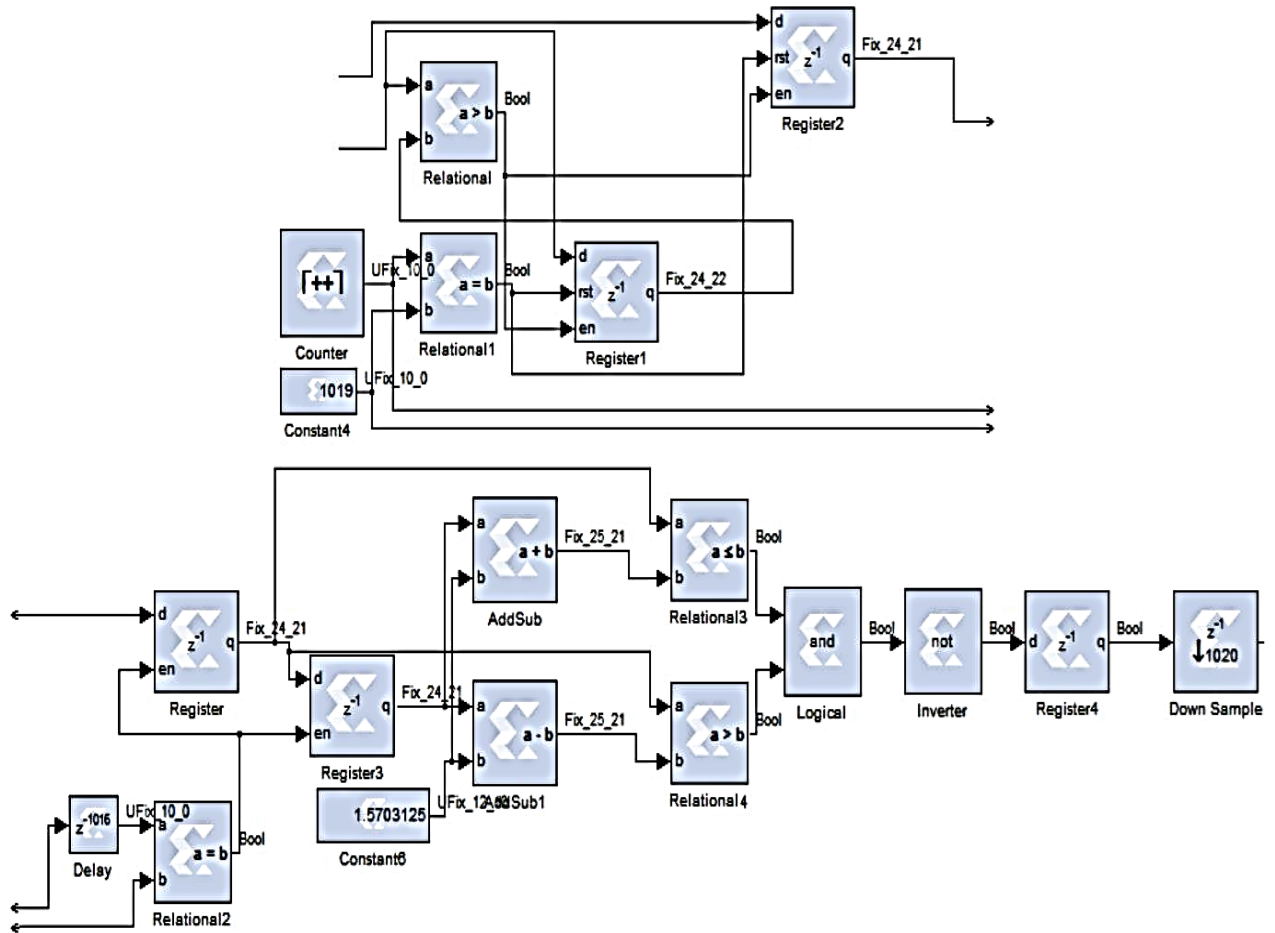 d
rst z⁻¹ q
en
Fix_24_21
Register2
a
a > b
b
Bool
Relational
[++]
Counter
UFix_10_0
a
a = b
b
Bool
Relational1
d
rst z⁻¹ q
en
Fix_24_22
Register1
1019
UFix_10_0
Constant4
a
a + b
b
Fix_25_21
AddSub
a
a ≤ b
b
Bool
Relational3
d
z⁻¹ q
en
Fix_24_21
Register
d
z⁻¹ q
en
Fix_24_21
Register3
a
a - b
b
Fix_25_21
AddSub1
a
a > b
b
Bool
Relational4
and
Bool
Logical
not
Bool
Inverter
d z⁻¹ q
Bool
Register4
z⁻¹
↓1020
Down Sample
1.5703125
Constant6
z⁻¹⁰¹⁶
Delay
UFix_10_0
a
a = b
b
Bool
Relational2